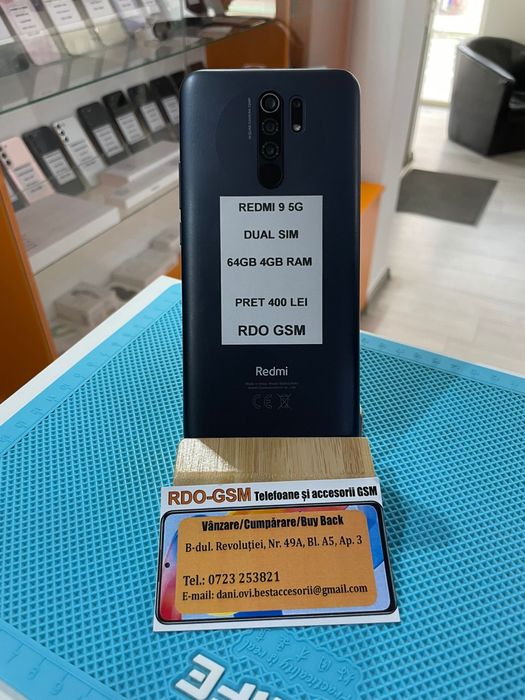 REDMI 9 5G
DUAL SIM
64GB 4GB RAM
PRET 400 LEI
RDO GSM
Redmi
CE
RDO-GSM Telefoane și accesorii GSM
Vânzare/Cumpărare/Buy Back
B-dul. Revoluției, Nr. 49A, Bl. A5, Ap. 3
Tel.: 0723 253821
E-mail: dani.ovi.bestaccesorii@gmail.com